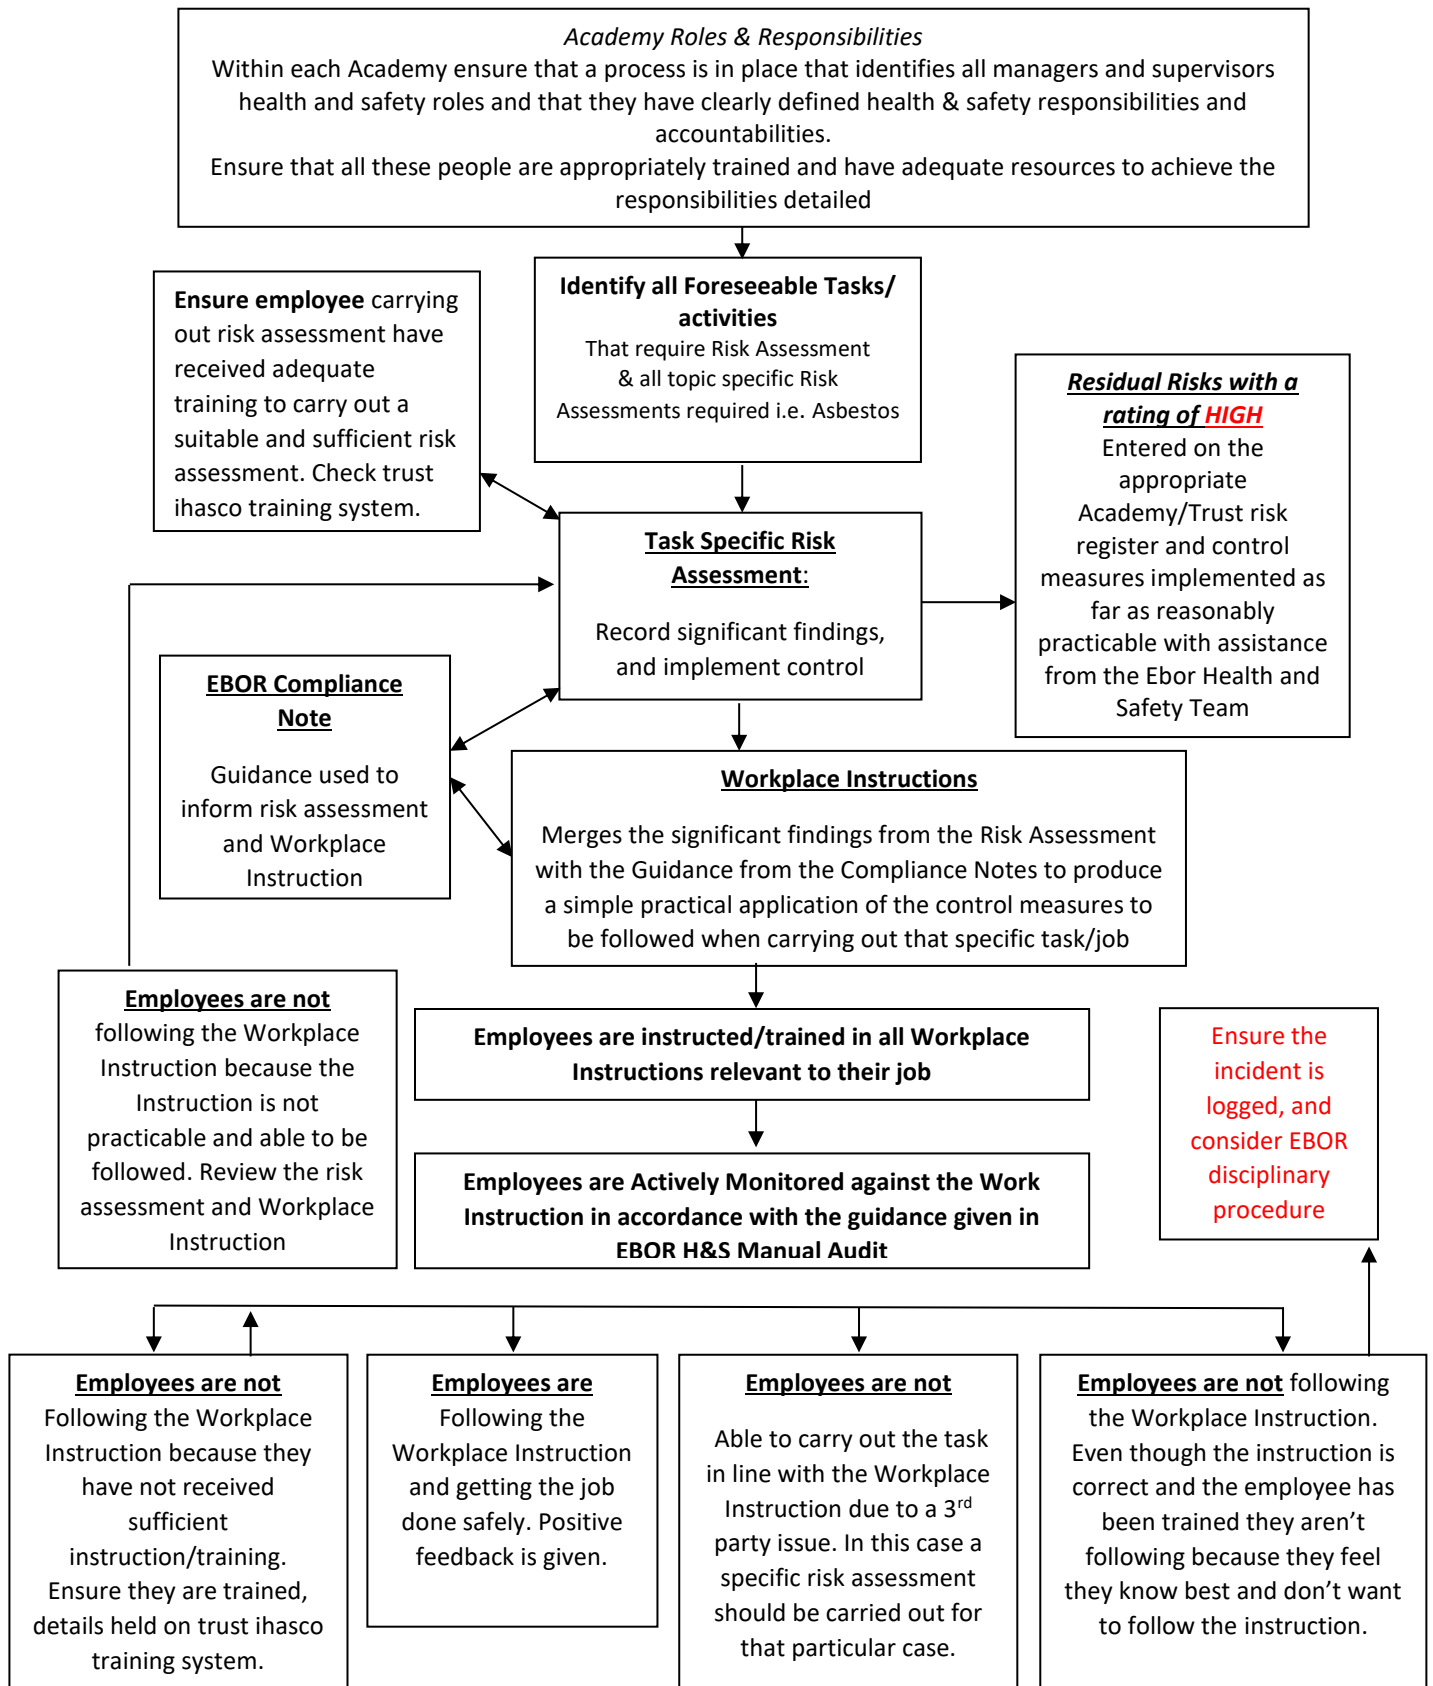 Academy Roles & Responsibilities
Within each Academy ensure that a process is in place that identifies all managers and supervisors
health and safety roles and that they have clearly defined health & safety responsibilities and
accountabilities.
Ensure that all these people are appropriately trained and have adequate resources to achieve the
responsibilities detailed
Ensure employee carrying
out risk assessment have
received adequate
training to carry out a
suitable and sufficient risk
assessment. Check trust
ihasco training system.
Identify all Foreseeable Tasks/
activities
That require Risk Assessment
& all topic specific Risk
Assessments required i.e. Asbestos
Residual Risks with a
rating of HIGH
Entered on the
appropriate
Academy/Trust risk
register and control
measures implemented as
far as reasonably
practicable with assistance
from the Ebor Health and
Safety Team
Task Specific Risk
Assessment:
Record significant findings,
and implement control
EBOR Compliance
Note
Guidance used to
inform risk assessment
and Workplace
Instruction
Workplace Instructions
Merges the significant findings from the Risk Assessment
with the Guidance from the Compliance Notes to produce
a simple practical application of the control measures to
be followed when carrying out that specific task/job
Employees are not
following the Workplace
Instruction because the
Instruction is not
practicable and able to be
followed. Review the risk
assessment and Workplace
Instruction
Employees are instructed/trained in all Workplace
Instructions relevant to their job
Ensure the
incident is
logged, and
consider EBOR
disciplinary
procedure
Employees are Actively Monitored against the Work
Instruction in accordance with the guidance given in
EBOR H&S Manual Audit
Employees are not
Following the Workplace
Instruction because they
have not received
sufficient
instruction/training.
Ensure they are trained,
details held on trust ihasco
training system.
Employees are
Following the
Workplace Instruction
and getting the job
done safely. Positive
feedback is given.
Employees are not
Able to carry out the task
in line with the Workplace
Instruction due to a 3rd
party issue. In this case a
specific risk assessment
should be carried out for
that particular case.
Employees are not following
the Workplace Instruction.
Even though the instruction is
correct and the employee has
been trained they aren't
following because they feel
they know best and don't want
to follow the instruction.